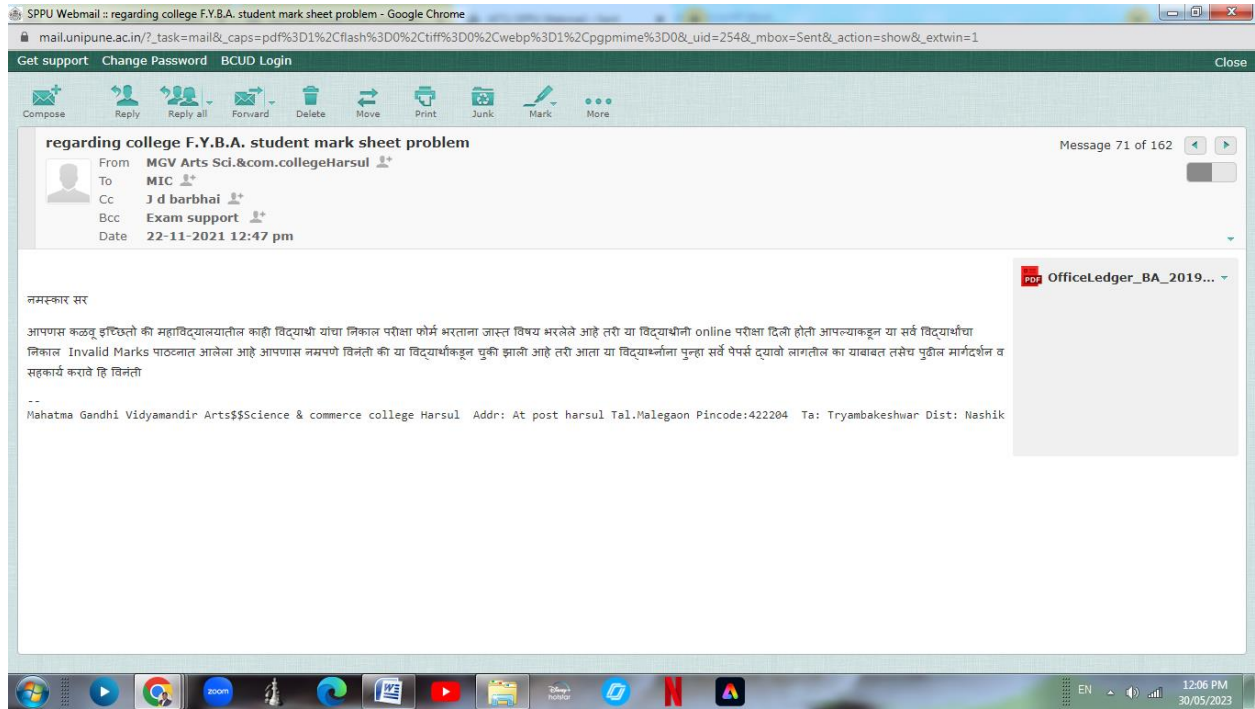 SPPU Webmail :: regarding college F.Y.B.A. student mark sheet problem - Google Chrome
mail.unipune.ac.in/?_task=mail&_caps=pdf%3D1%2Cflash%3D0%2Ctiff%3D0%2Cwebp%3D1%2Cpgpmime%3D0&_uid=254&_mbox=Sent&_action=show&_extwin=1
Get support Change Password BCUD Login Close
Compose Reply Reply all Forward Delete Move Print Junk Mark More
regarding college F.Y.B.A. student mark sheet problem Message 71 of 162
From MGV Arts Sci.&com.collegeHarsul
To MIC
Cc J d barbhai
Bcc Exam support
Date 22-11-2021 12:47 pm
PDF OfficeLedger_BA_2019...
नमस्कार सर
आपणस कळवू इच्छितो की महाविद्यालयातील काही विद्यार्थी यांचा निकाल परीक्षा फोर्म भरताना जास्त विषय भरलेले आहे तरी या विद्यार्थीनी online परीक्षा दिली होती आपल्याकडून या सर्व विद्यार्थांचा
निकाल Invalid Marks पाठव्नात आलेला आहे आपणास नमपणे विनंती की या विद्यार्थांकडून चुकी झाली आहे तरी आता या विद्यार्थ्नाना पुन्हा सर्वे पेपर्स द्यावो लागतील का याबाबत तसेच पुढील मार्गदर्शन व
सहकार्य करावे हि विनंती
--
Mahatma Gandhi Vidyamandir Arts$$Science & commerce college Harsul Addr: At post harsul Tal.Malegaon Pincode:422204 Ta: Tryambakeshwar Dist: Nashik
zoom
Disney+ hotstar
EN 12:06 PM
30/05/2023